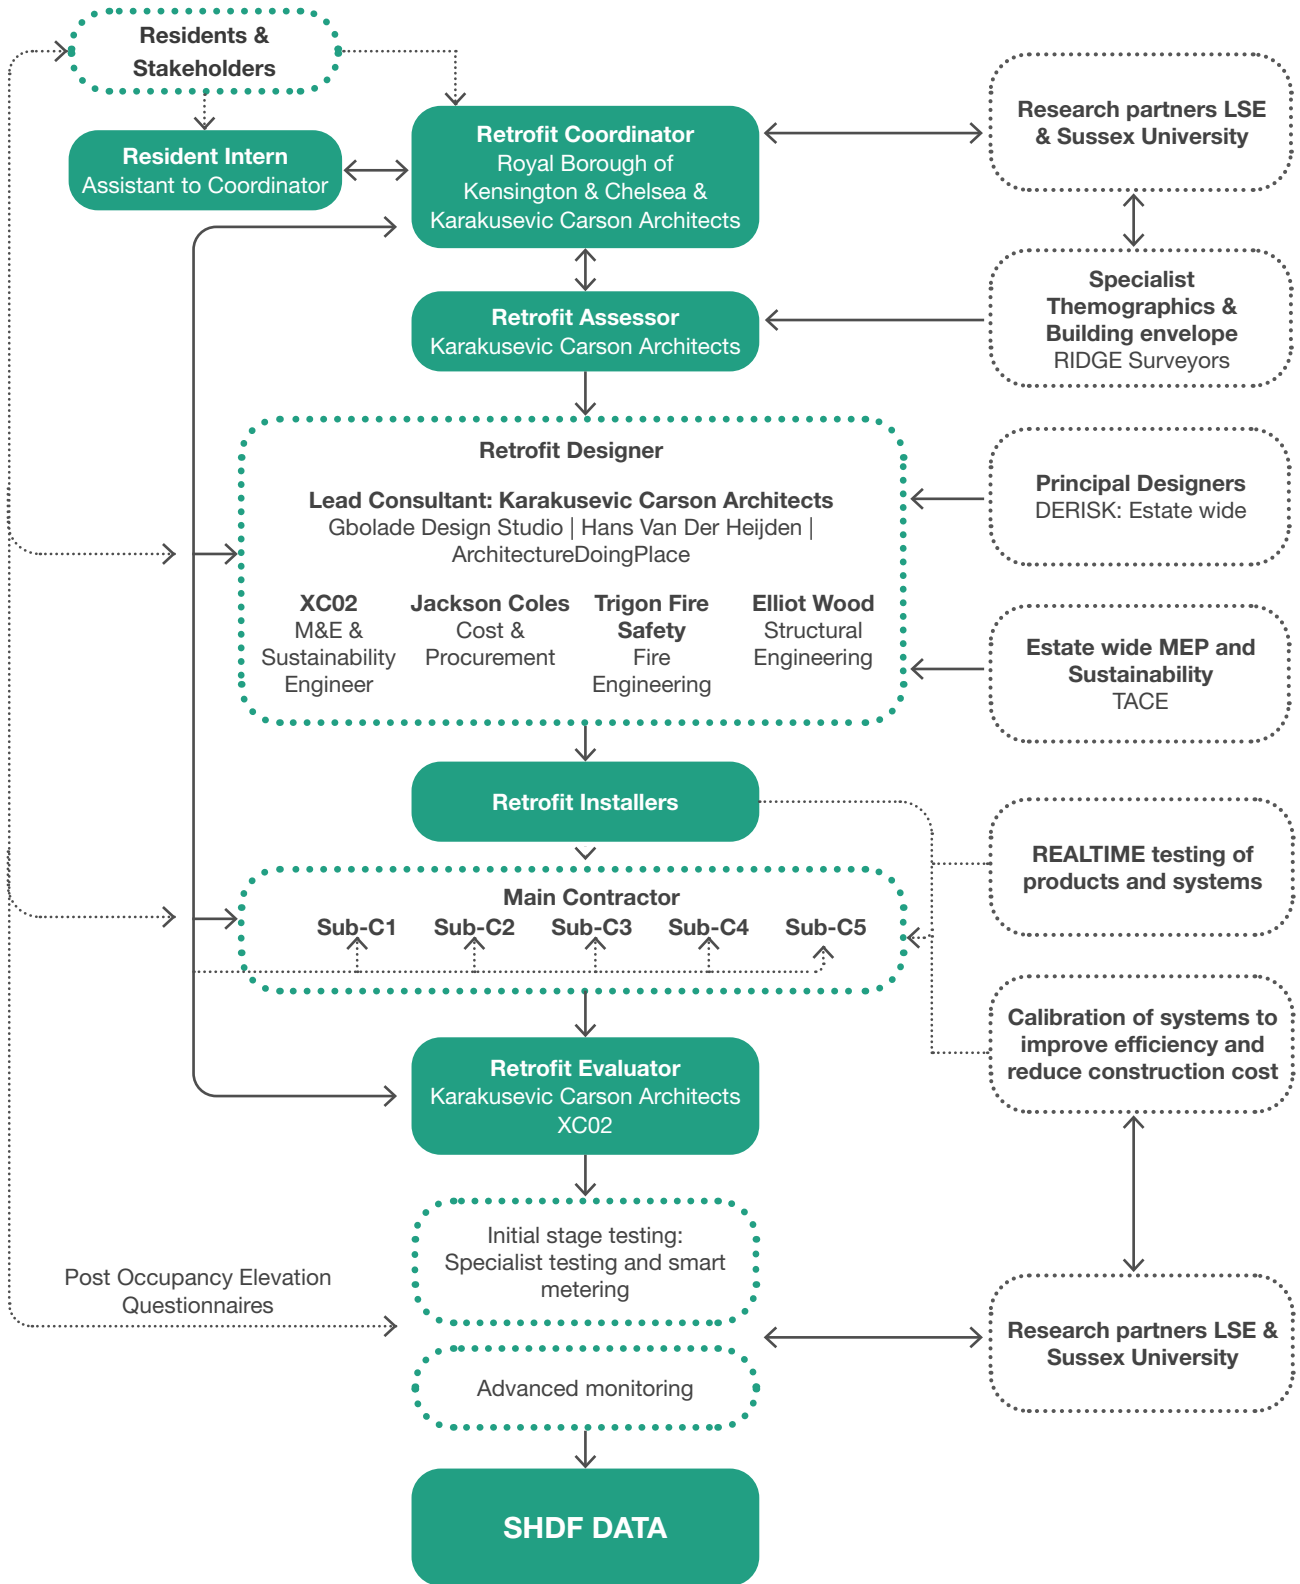 Residents &
Stakeholders
Resident Intern
Assistant to Coordinator
Retrofit Coordinator
Royal Borough of
Kensington & Chelsea &
Karakusevic Carson Architects
Research partners LSE
& Sussex University
Retrofit Assessor
Karakusevic Carson Architects
Specialist
Themographics &
Building envelope
RIDGE Surveyors
Retrofit Designer
Lead Consultant: Karakusevic Carson Architects
Gbolade Design Studio | Hans Van Der Heijden |
ArchitectureDoingPlace
XC02
M&E &
Sustainability
Engineer
Jackson Coles
Cost &
Procurement
Trigon Fire
Safety
Fire
Engineering
Elliot Wood
Structural
Engineering
Principal Designers
DERISK: Estate wide
Estate wide MEP and
Sustainability
TACE
Retrofit Installers
REALTIME testing of
products and systems
Main Contractor
Sub-C1 Sub-C2 Sub-C3 Sub-C4 Sub-C5
Calibration of systems to
improve efficiency and
reduce construction cost
Retrofit Evaluator
Karakusevic Carson Architects
XC02
Initial stage testing:
Specialist testing and smart
metering
Post Occupancy Elevation
Questionnaires
Research partners LSE &
Sussex University
Advanced monitoring
SHDF DATA